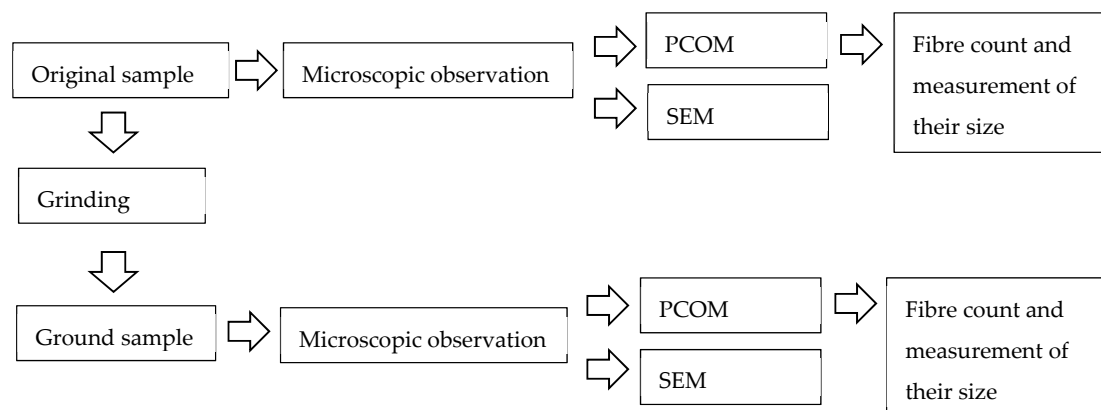 Original sample
Microscopic observation
PCOM
SEM
Fibre count and
measurement of
their size
Grinding
Ground sample
Microscopic observation
PCOM
SEM
Fibre count and
measurement of
their size